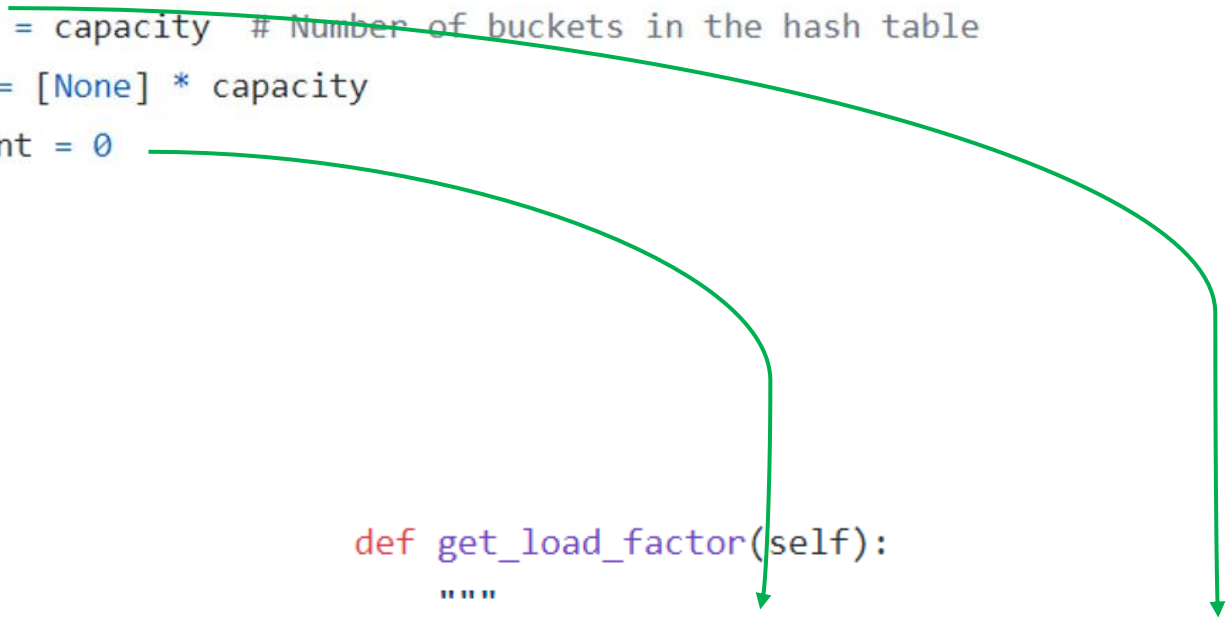 = capacity  # Number of buckets in the hash table
= [None] * capacity
nt = 0
def get_load_factor(self):
"""